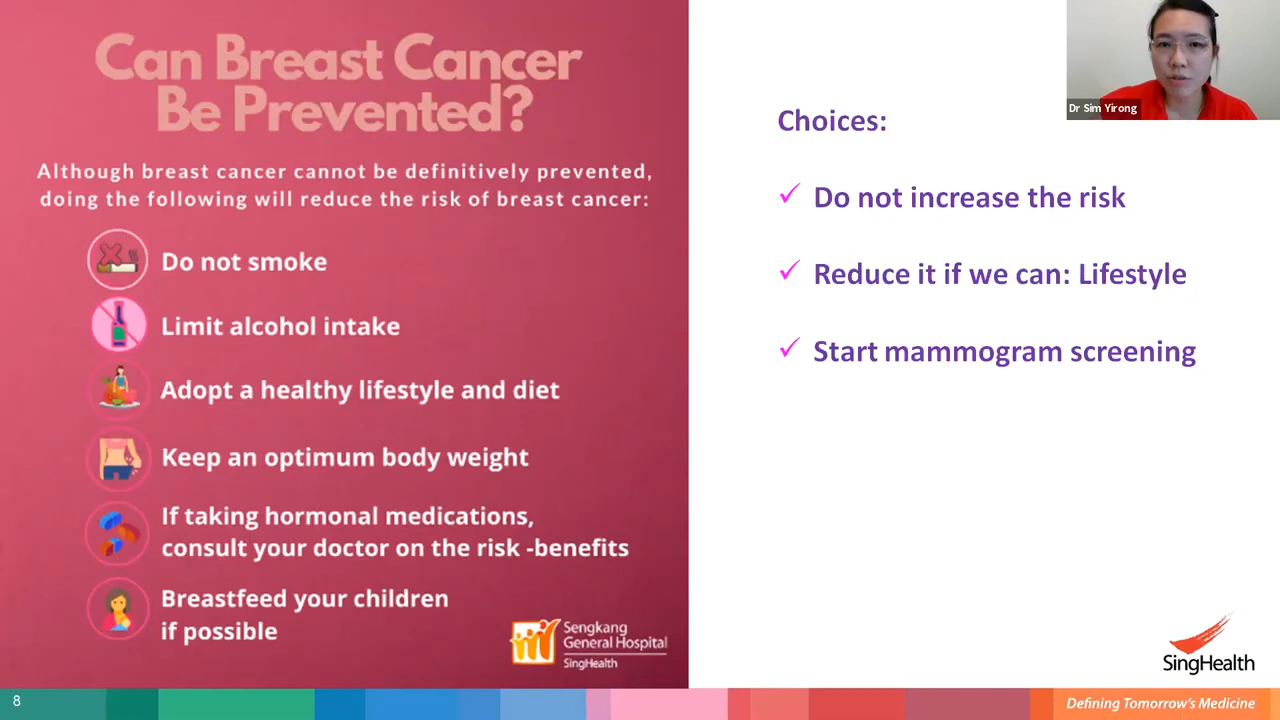 Can Breast Cancer
Be Prevented?
Although breast cancer cannot be definitively prevented,
doing the following will reduce the risk of breast cancer:
Do not smoke
Limit alcohol intake
Adopt a healthy lifestyle and diet
Keep an optimum body weight
If taking hormonal medications,
consult your doctor on the risk -benefits
Breastfeed your children
if possible
Sengkang
General Hospital
SingHealth
Dr Sim Yirong
Choices:
✓ Do not increase the risk
✓ Reduce it if we can: Lifestyle
✓ Start mammogram screening
SingHealth
8
Defining Tomorrow's Medicine